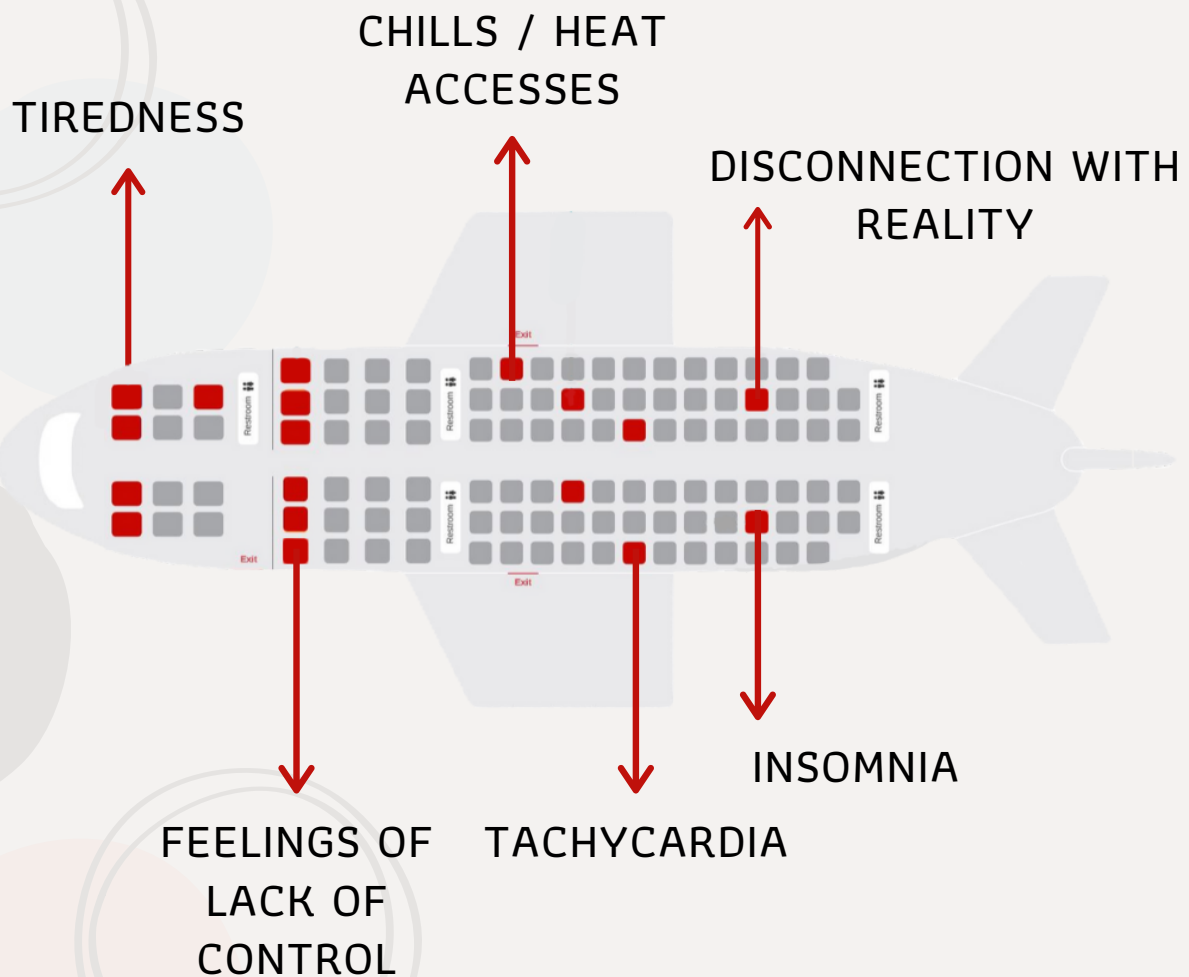 CHILLS / HEAT
ACCESSES
TIREDNESS
DISCONNECTION WITH
REALITY
Exit
Restroom
Restroom
Restroom
Restroom
Restroom
Exit
Exit
INSOMNIA
FEELINGS OF
LACK OF
CONTROL
TACHYCARDIA